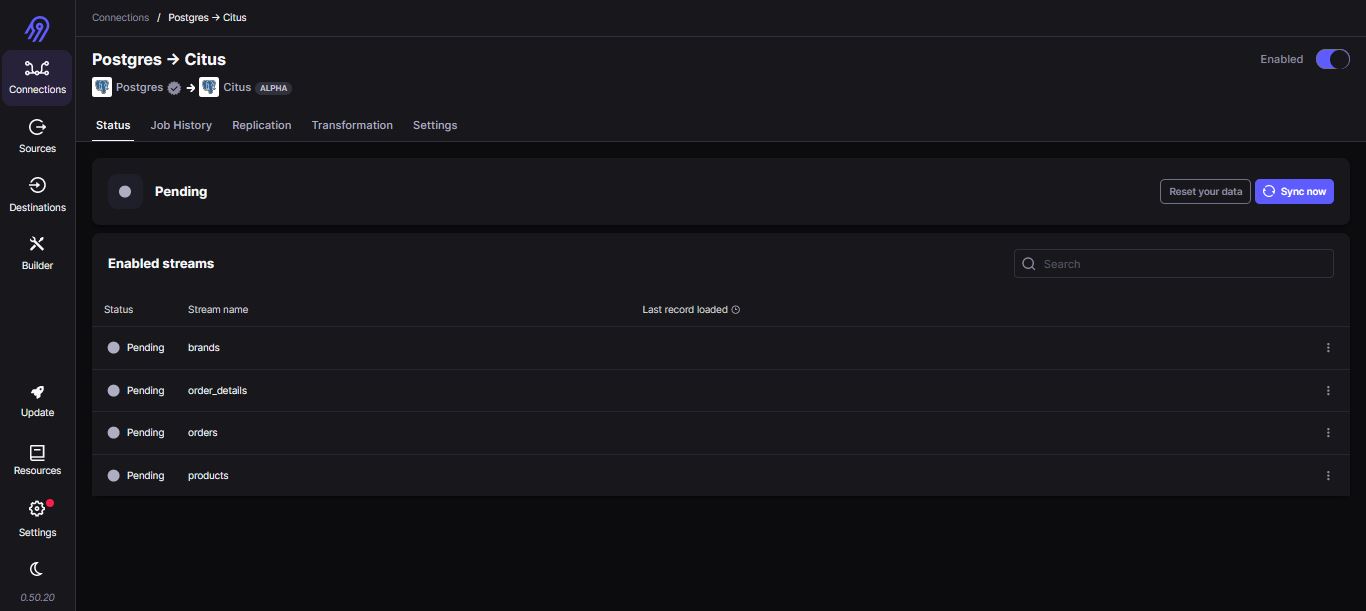 Connections / Postgres → Citus
Postgres → Citus
Enabled
Postgres → Citus ALPHA
Status Job History Replication Transformation Settings
Pending
Reset your data Sync now
Enabled streams
Search
Status Stream name Last record loaded
Pending brands
Pending order_details
Pending orders
Pending products
Connections
Sources
Destinations
Builder
Update
Resources
Settings
0.50.20